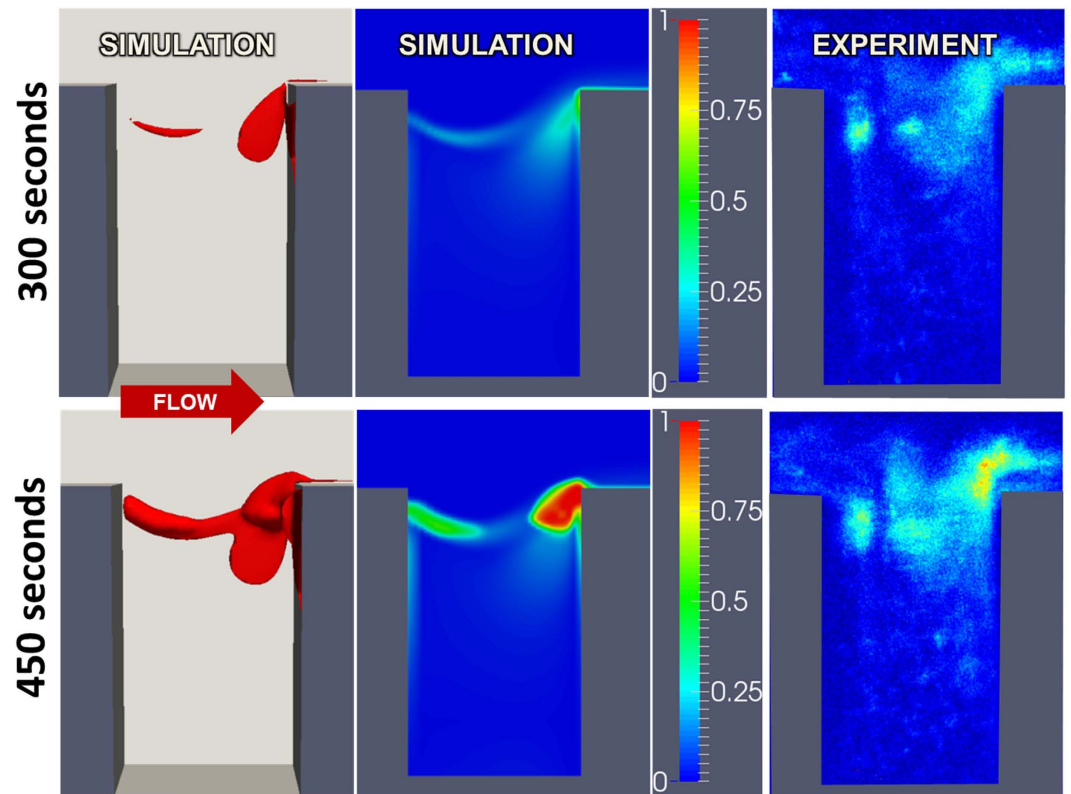 SIMULATION
SIMULATION
EXPERIMENT
300 seconds
1
0.75
0.5
0.25
0
FLOW
450 seconds
1
0.75
0.5
0.25
0